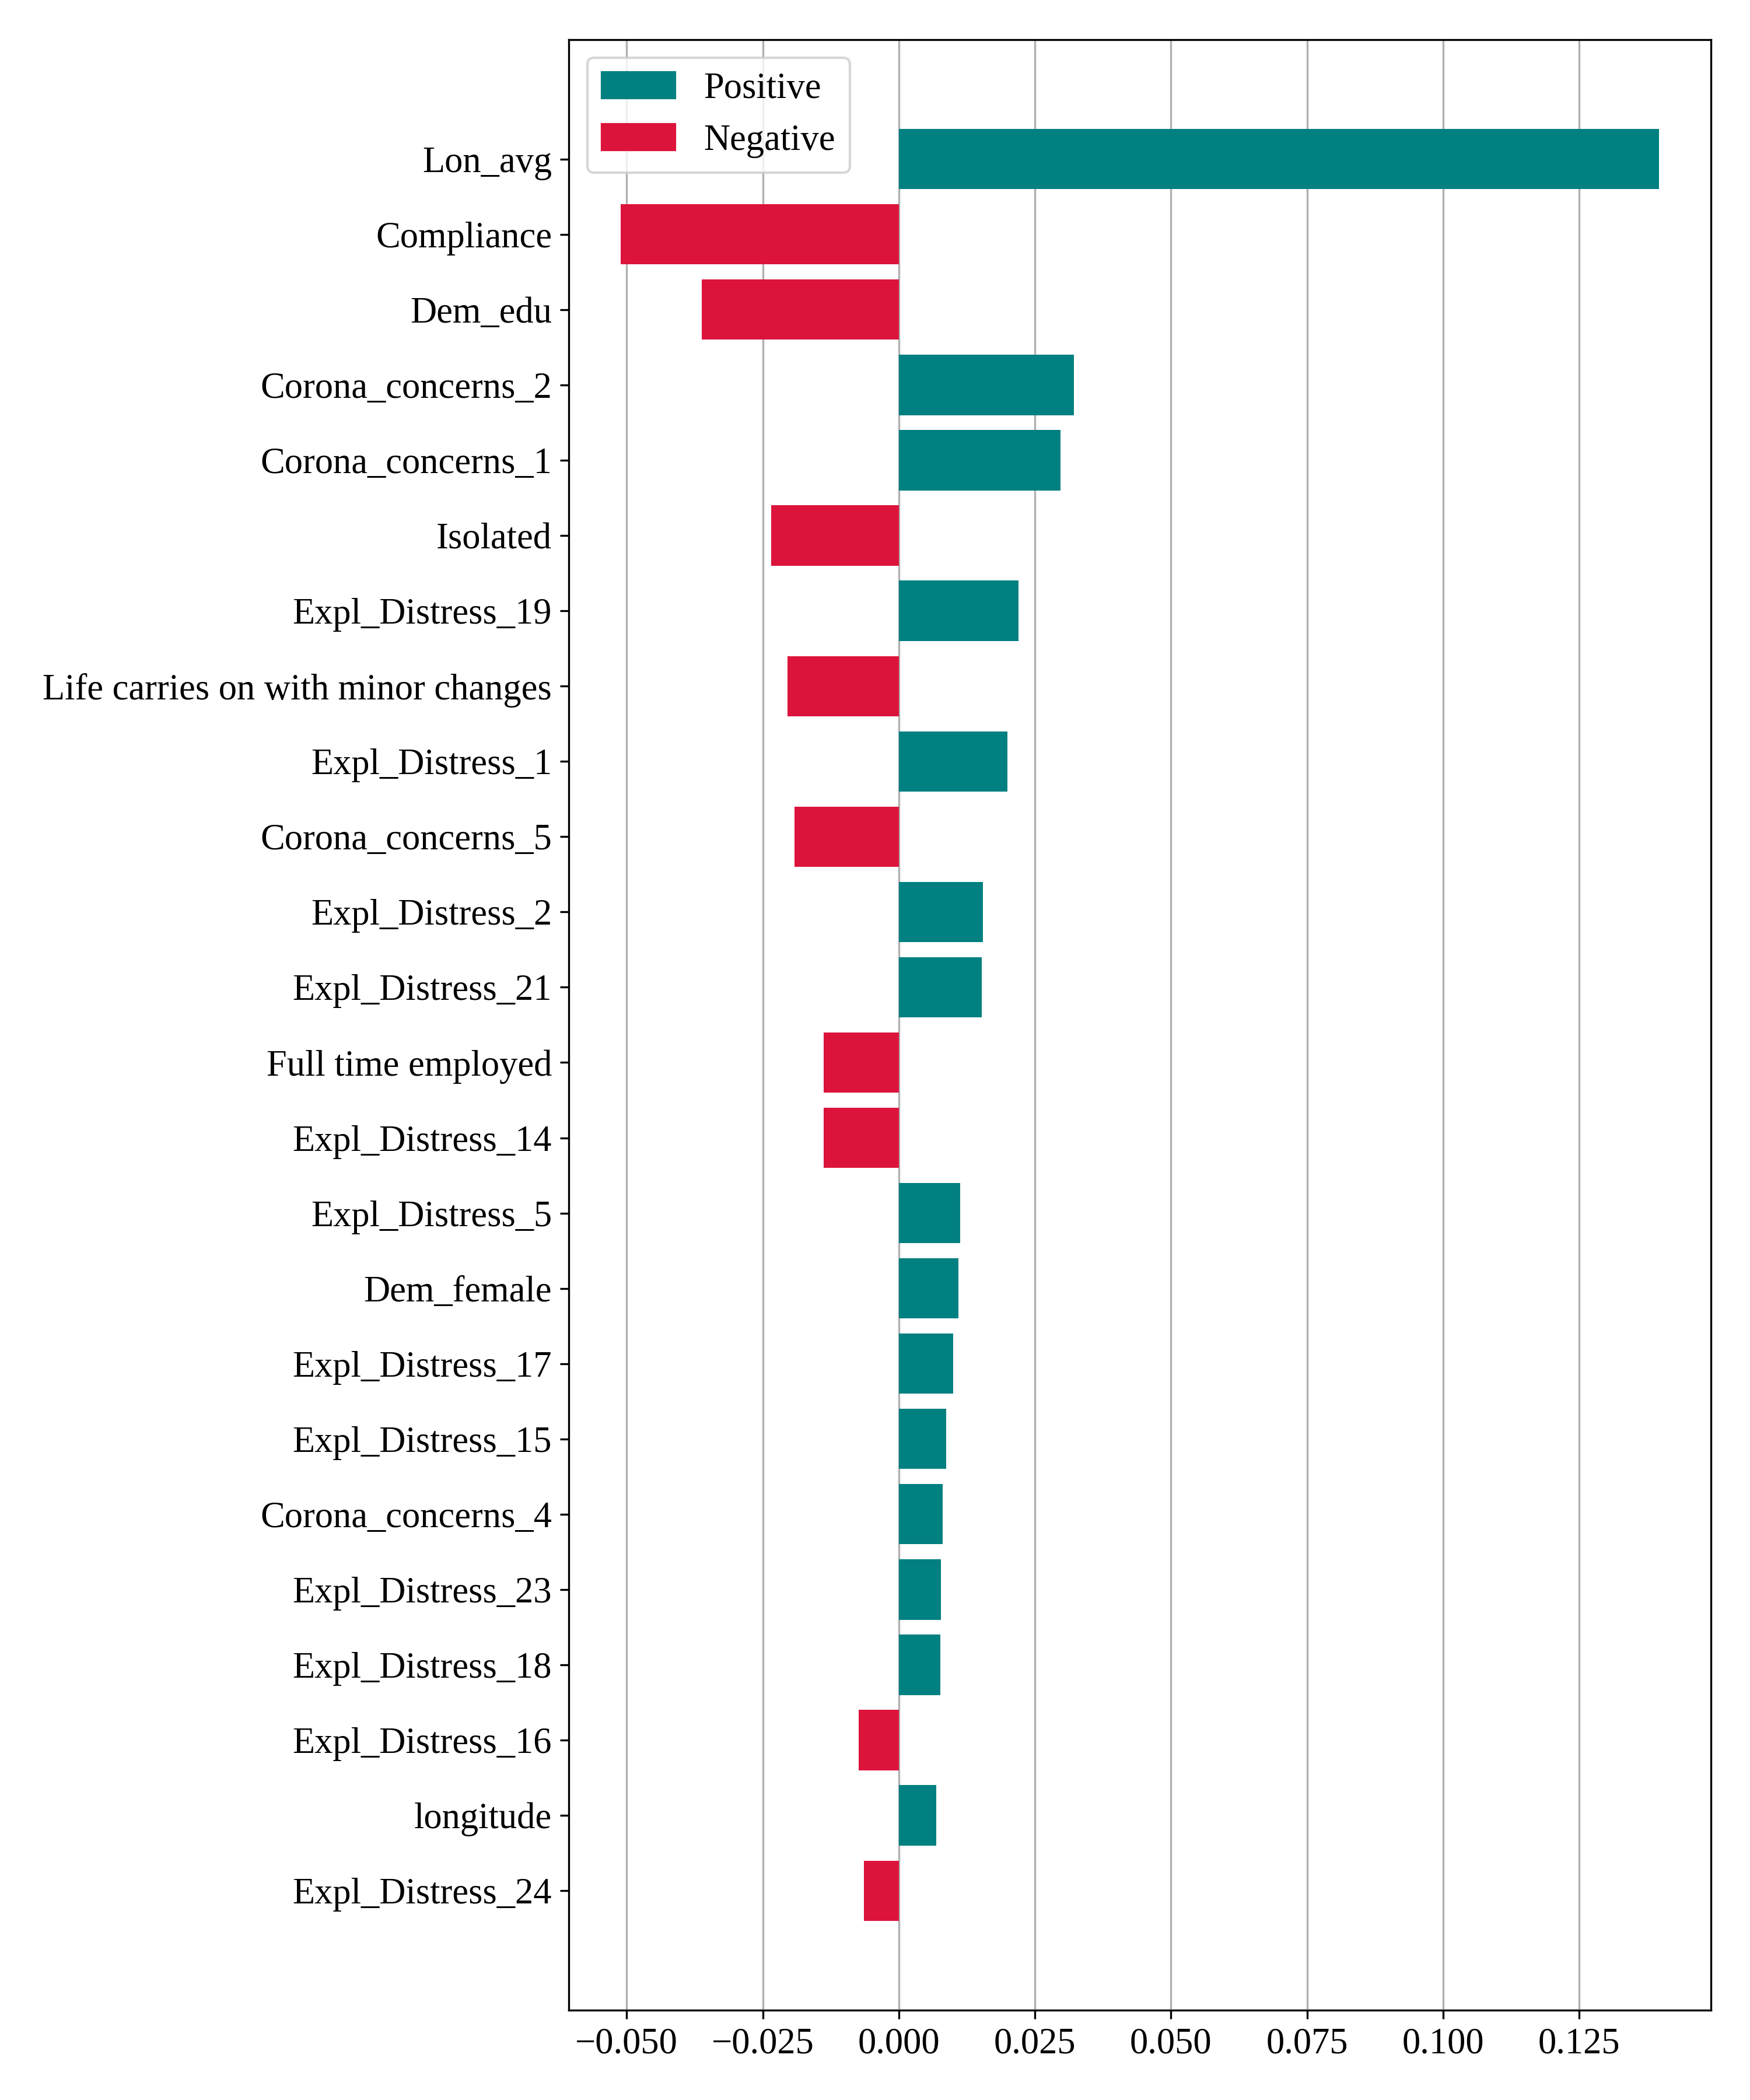 Positive
Negative
Lon_avg
Compliance
Dem_edu
Corona_concerns_2
Corona_concerns_1
Isolated
Expl_Distress_19
Life carries on with minor changes
Expl_Distress_1
Corona_concerns_5
Expl_Distress_2
Expl_Distress_21
Full time employed
Expl_Distress_14
Expl_Distress_5
Dem_female
Expl_Distress_17
Expl_Distress_15
Corona_concerns_4
Expl_Distress_23
Expl_Distress_18
Expl_Distress_16
longitude
Expl_Distress_24
−0.050 −0.025 0.000 0.025 0.050 0.075 0.100 0.125